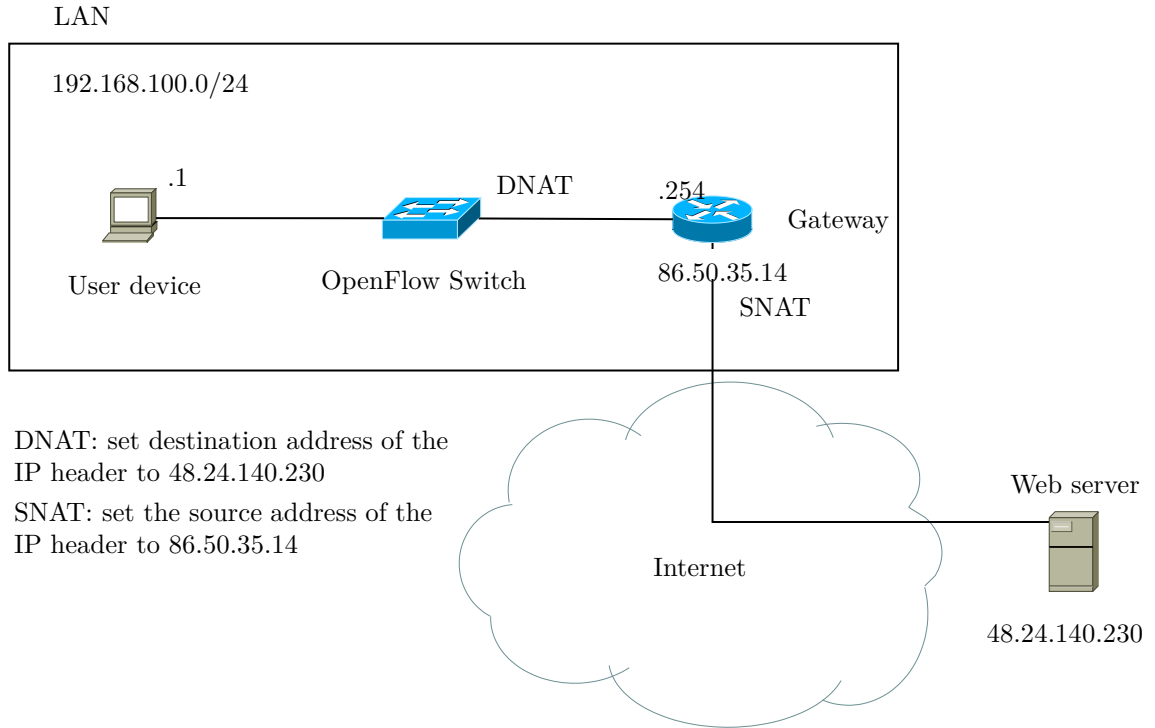 LAN
192.168.100.0/24
.1
DNAT
.254
Gateway
User device
OpenFlow Switch
86.50.35.14
SNAT
DNAT: set destination address of the
IP header to 48.24.140.230
SNAT: set the source address of the
IP header to 86.50.35.14
Web server
Internet
48.24.140.230